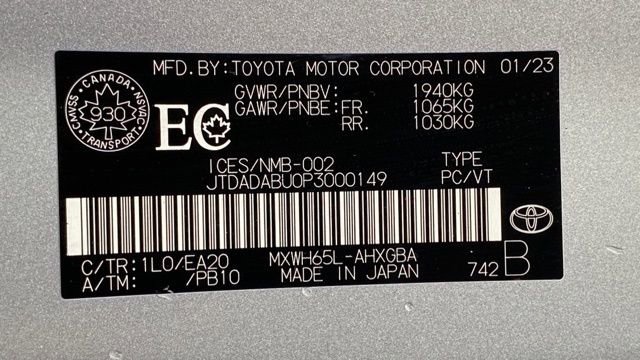 MFD.BY:TOYOTA MOTOR CORPORATION 01/23
GVWR/PNBV: 1940KG
GAWR/PNBE:FR. 1065KG
RR. 1030KG
CANADA
CMVSS 930 NSVAC
TRANSPORT
EC
ICES/NMB-002 TYPE
JTDADABU0P3000149 PC/VT
C/TR:1L0/EA20 MXWH65L-AHXGBA
A/TM: /PB10 MADE IN JAPAN 742 B